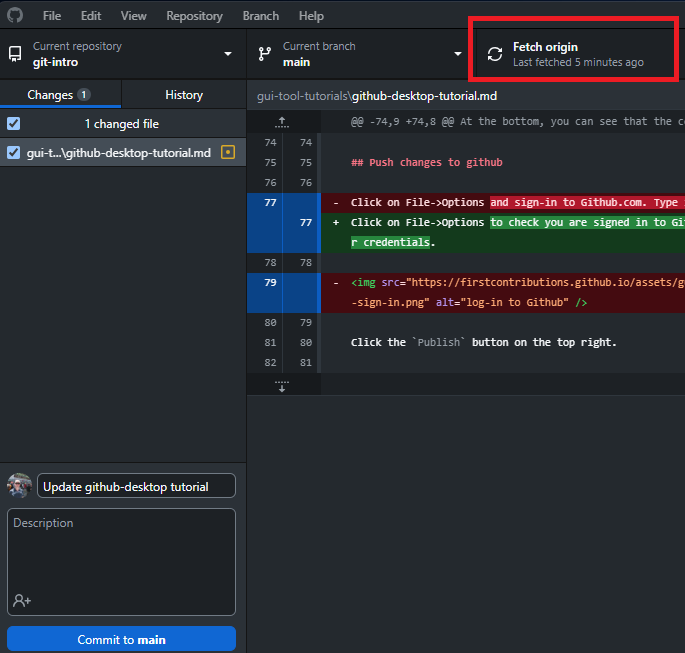 File Edit View Repository Branch Help
Current repository
git-intro
Current branch
main
Fetch origin
Last fetched 5 minutes ago
Changes 1 History
gui-tool-tutorials\github-desktop-tutorial.md
1 changed file
gui-t...\github-desktop-tutorial.md
@@ -74,9 +74,8 @@ At the bottom, you can see that the
74 74
75 75 ## Push changes to github
76 76
77 - Click on File->Options and sign-in to Github.com. Type
77 + Click on File->Options to check you are signed in to
r credentials.
78 78
79 - <img src="https://firstcontributions.github.io/assets/
-sign-in.png" alt="log-in to Github" />
80 79
81 80 Click the `Publish` button on the top right.
82 81
Update github-desktop tutorial
Description
Commit to main